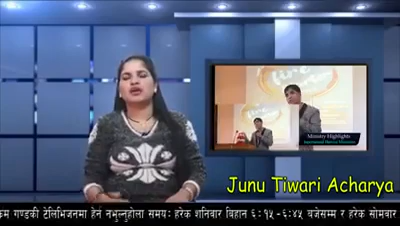 Ministry Highlights
Junu Tiwari Acharya
गण्डकी टेलिभिजनमा हेर्न नभुल्नुहोला समय: हरेक शनिबार बिहान ६:१५ -६:४५ बजेसम्म र हरेक सोमबार